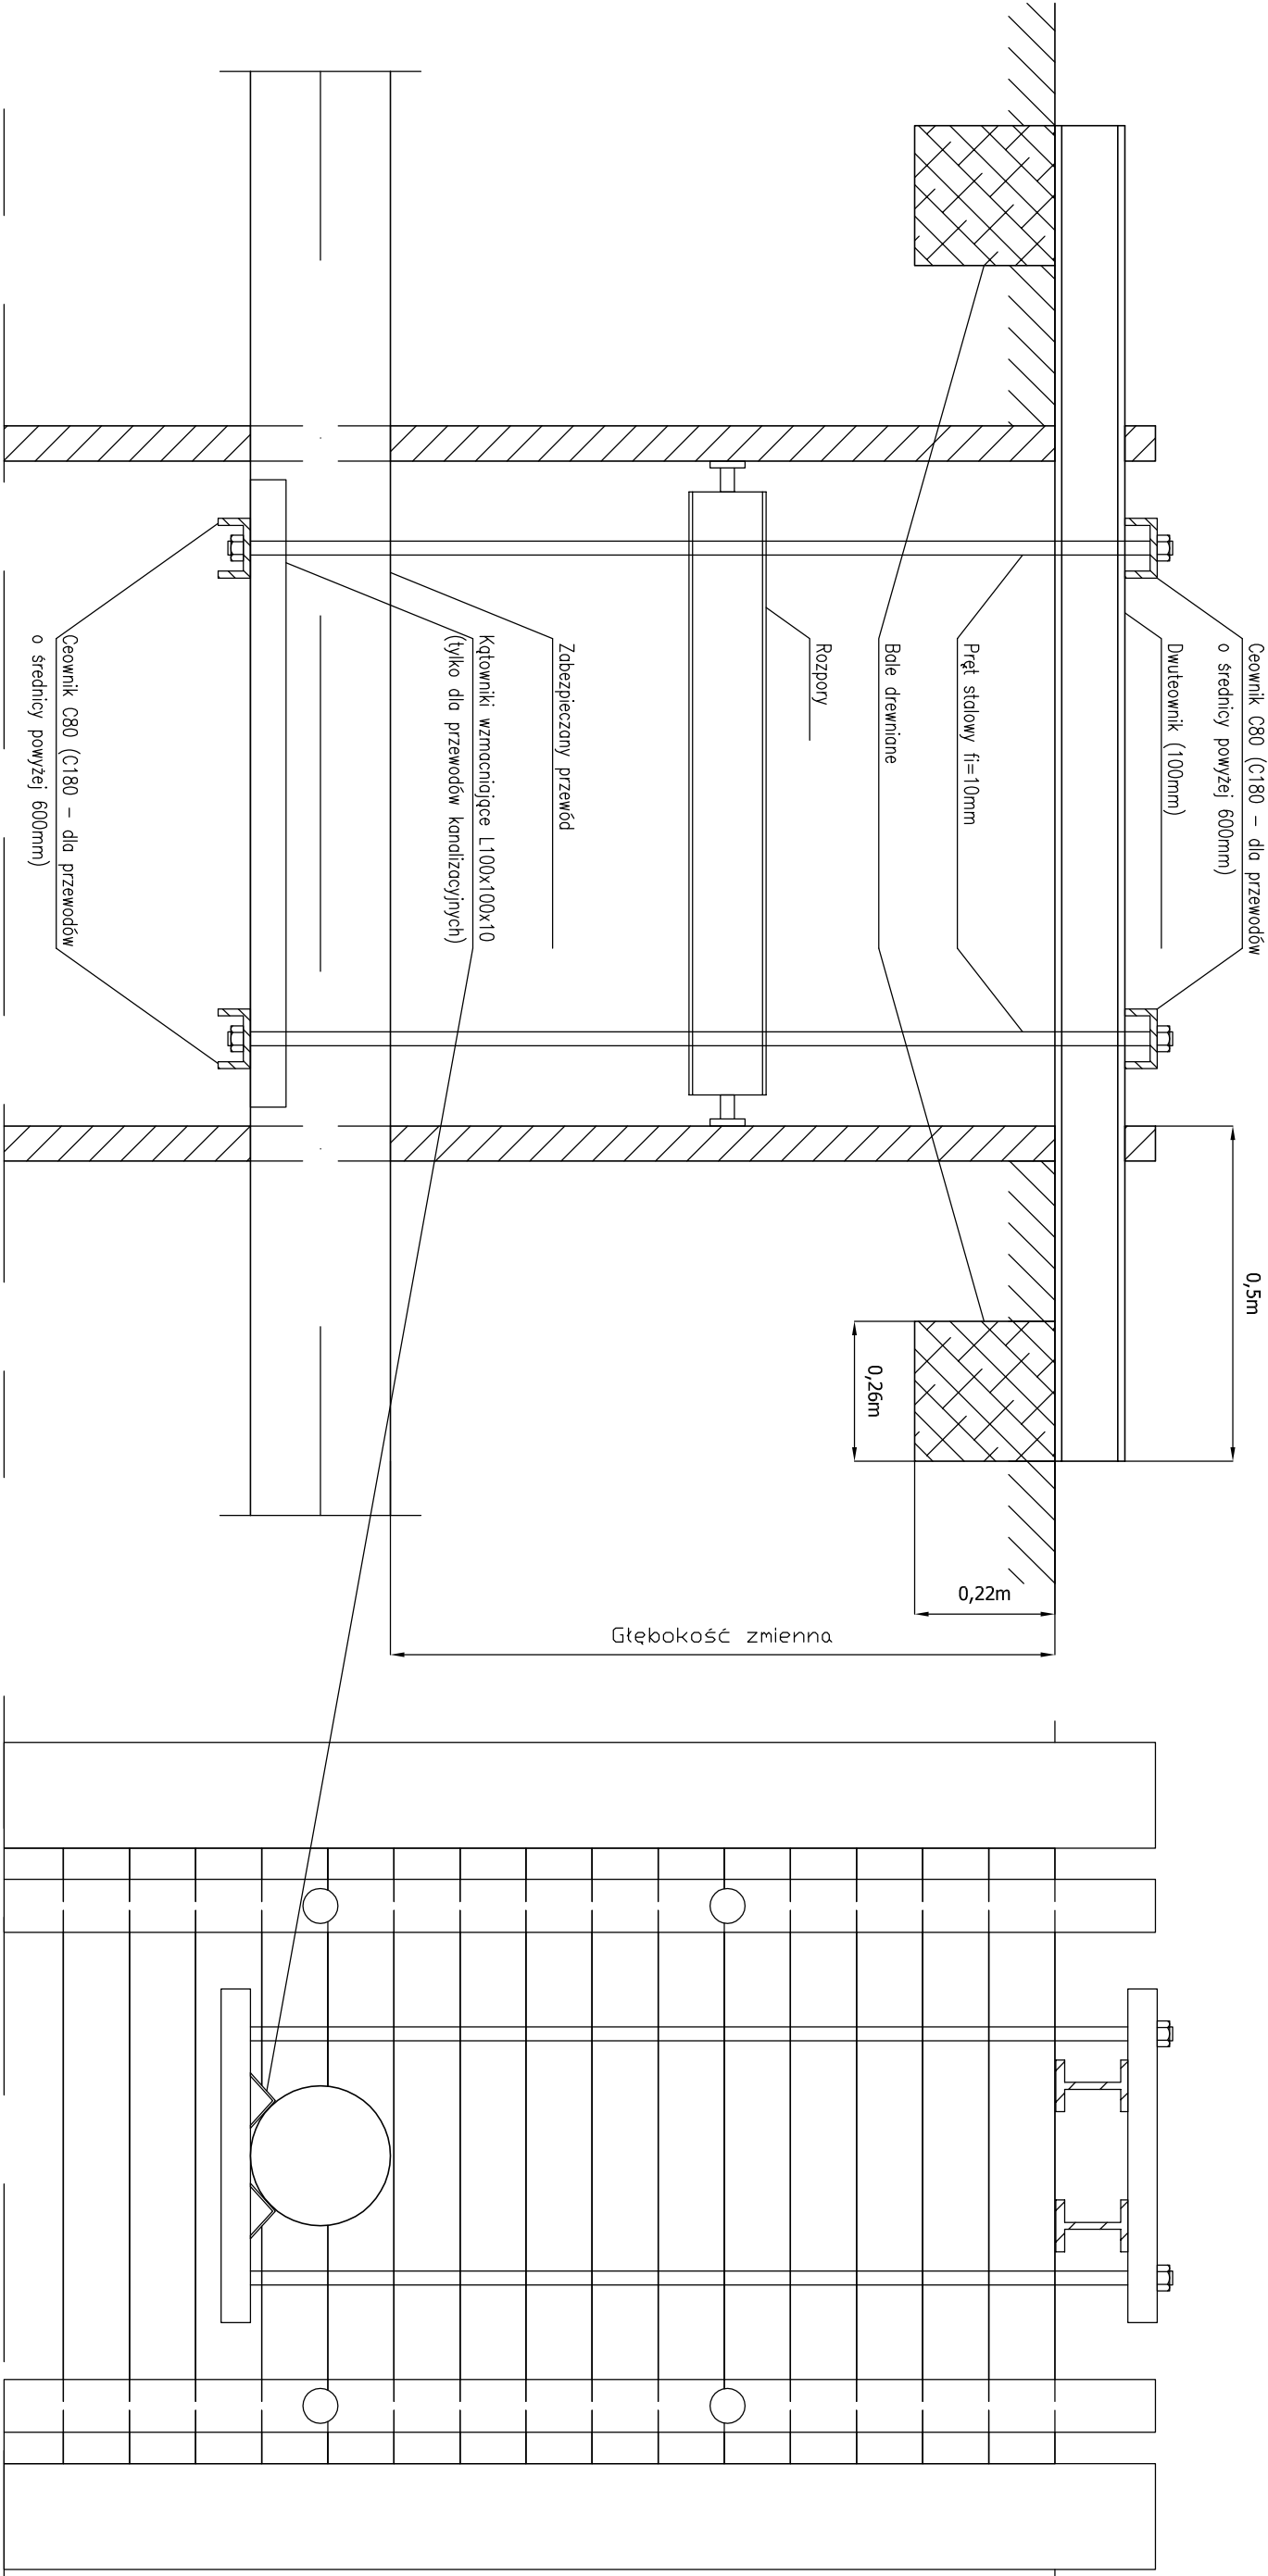 Ceownik C80 (C180 – dla przewodów
o średnicy powyżej 600mm)
Dwuteownik (100mm)
Pręt stalowy fi=10mm
Bale drewniane
Rozpory
Zabezpieczany przewód
Kątowniki wzmacniające L100x100x10
(tylko dla przewodów kanalizacyjnych)
Ceownik C80 (C180 – dla przewodów
o średnicy powyżej 600mm)
0,5m
0,26m
0,22m
Głębokość zmienna